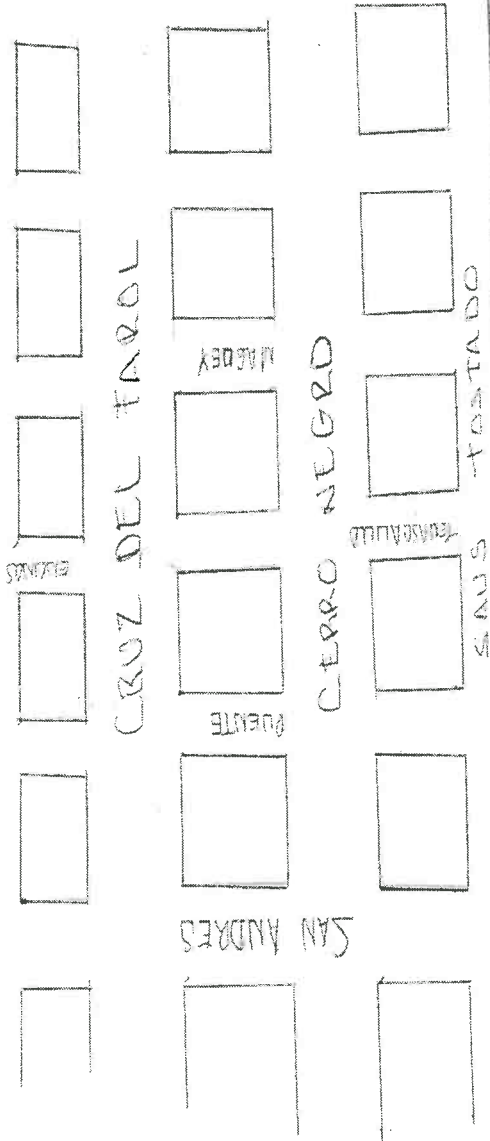 CRUZ DEL FAROL
MAGUEY
CERRO NEGRO
PUENTE
SAUS TOSTADO
SAN ANDRES